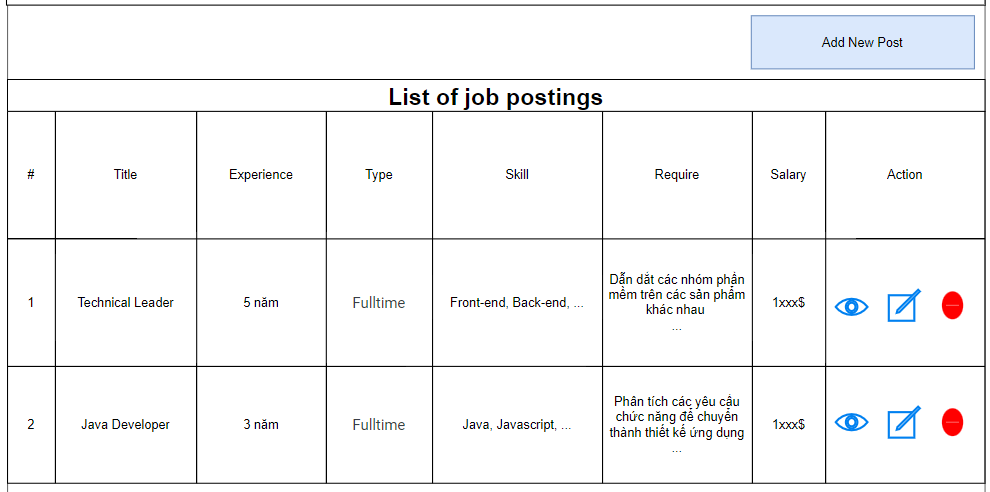 Add New Post
List of job postings
# Title Experience Type Skill Require Salary Action
1 Technical Leader 5 năm Fulltime Front-end, Back-end, ... Dẫn dắt các nhóm phần
mềm trên các sản phẩm
khác nhau
... 1xxx$
2 Java Developer 3 năm Fulltime Java, Javascript, ... Phân tích các yêu cầu
chức năng để chuyển
thành thiết kế ứng dụng
... 1xxx$